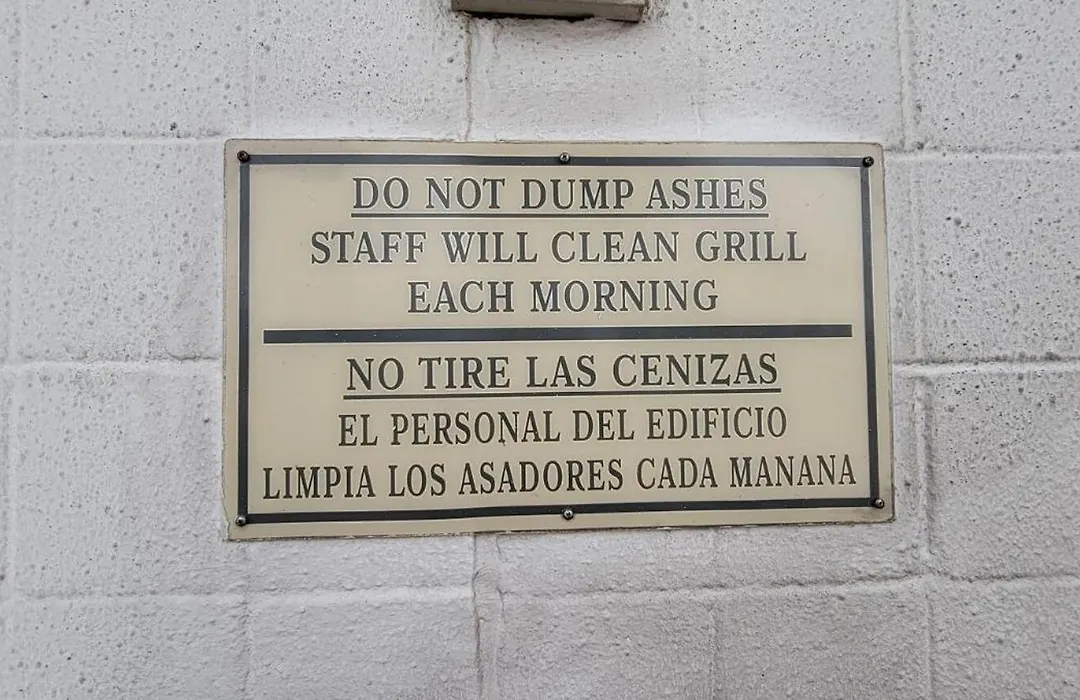 DO NOT DUMP ASHES
STAFF WILL CLEAN GRILL
EACH MORNING
NO TIRE LAS CENIZAS
EL PERSONAL DEL EDIFICIO
LIMPIA LOS ASADORES CADA MANANA